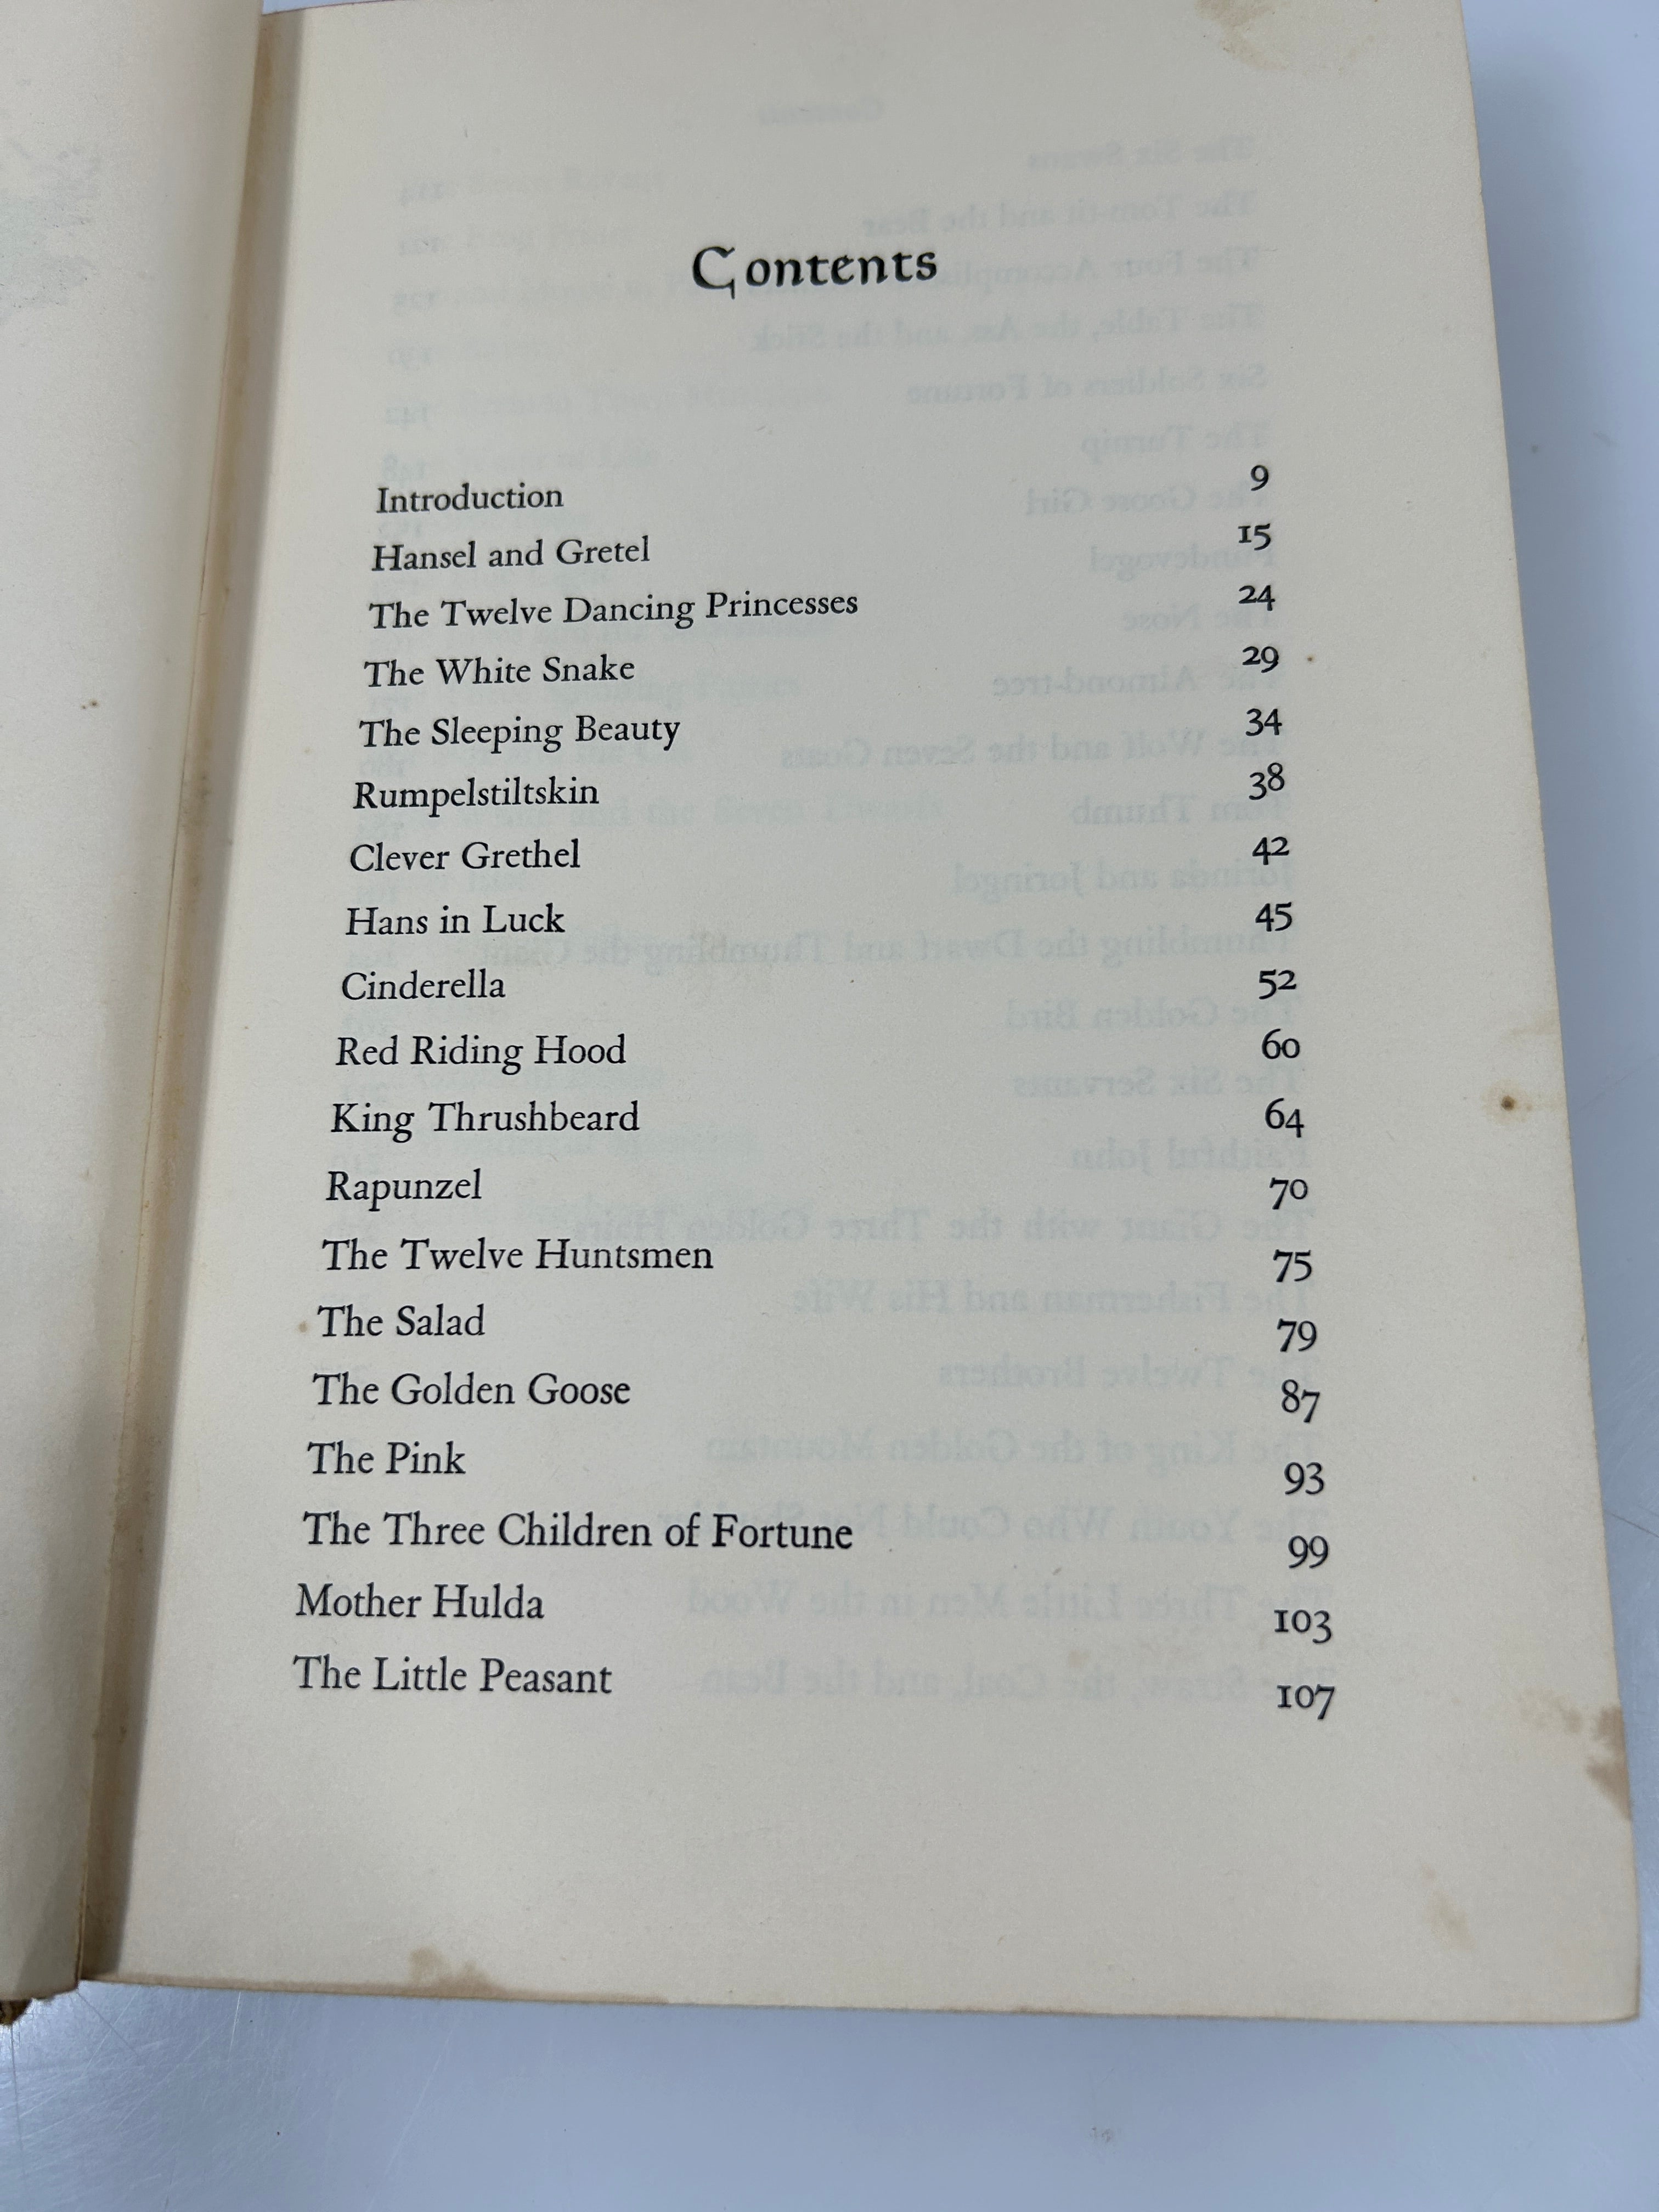 Contents
Introduction 9
Hansel and Gretel 15
The Twelve Dancing Princesses 24
The White Snake 29
The Sleeping Beauty 34
Rumpelstiltskin 38
Clever Grethel 42
Hans in Luck 45
Cinderella 52
Red Riding Hood 60
King Thrushbeard 64
Rapunzel 70
The Twelve Huntsmen 75
The Salad 79
The Golden Goose 87
The Pink 93
The Three Children of Fortune 99
Mother Hulda 103
The Little Peasant 107